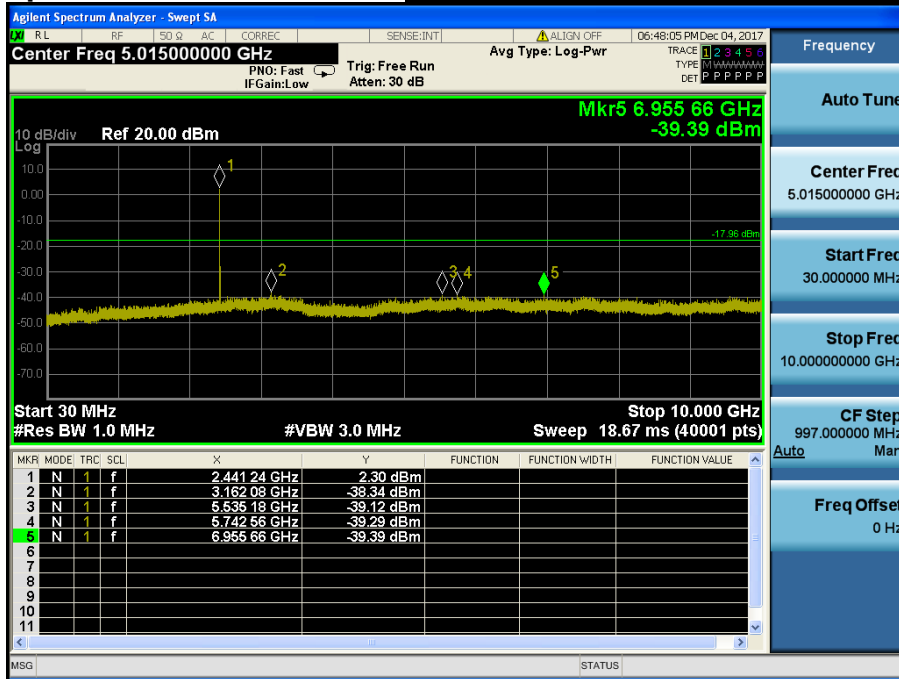 Agilent Spectrum Analyzer - Swept SA
LXI RL RF 50 Ω AC CORREC SENSE:INT ALIGN OFF 06:48:05 PM Dec 04, 2017
Center Freq 5.015000000 GHz
PNO: Fast
IFGain:Low
Trig: Free Run
Atten: 30 dB
Avg Type: Log-Pwr
TRACE 1 2 3 4 5 6
TYPE M W W W W W
DET P P P P P P
Mkr5 6.955 66 GHz
-39.39 dBm
10 dB/div Ref 20.00 dBm
Log
10.0
0.00
-10.0
-20.0
-30.0
-40.0
-50.0
-60.0
-70.0
1
2
3
4
5
-17.96 dBm
Start 30 MHz Stop 10.000 GHz
#Res BW 1.0 MHz #VBW 3.0 MHz Sweep 18.67 ms (40001 pts)
MKR MODE TRC SCL X Y FUNCTION FUNCTION WIDTH FUNCTION VALUE
1 N 1 f 2.441 24 GHz 2.30 dBm
2 N 1 f 3.162 08 GHz -38.34 dBm
3 N 1 f 5.535 18 GHz -39.12 dBm
4 N 1 f 5.742 56 GHz -39.29 dBm
5 N 1 f 6.955 66 GHz -39.39 dBm
6
7
8
9
10
11
MSG STATUS
Frequency
Auto Tune
Center Freq
5.015000000 GHz
Start Freq
30.000000 MHz
Stop Freq
10.000000000 GHz
CF Step
997.000000 MHz
Auto Man
Freq Offset
0 Hz